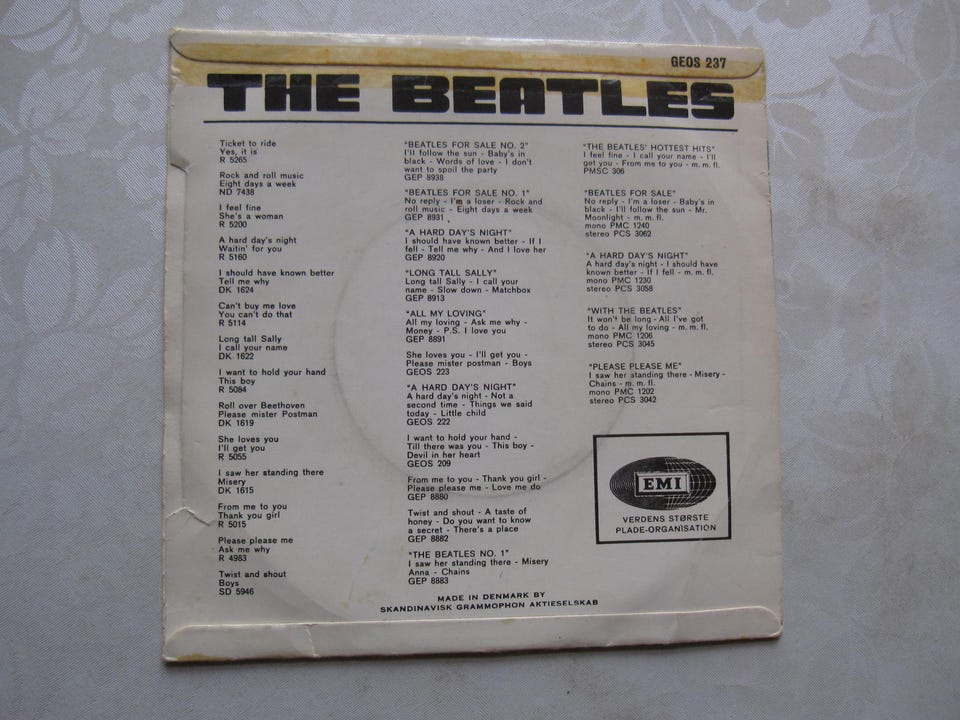 GEOS 237
THE BEATLES
Ticket to ride
Yes, it is
R 5265
Rock and roll music
Eight days a week
ND 7438
I feel fine
She's a woman
R 5200
A hard day's night
Waitin' for you
R 5160
I should have known better
Tell me why
DK 1624
Can't buy me love
You can't do that
R 5114
Long tall Sally
I call your name
DK 1622
I want to hold your hand
This boy
R 5084
Roll over Beethoven
Please mister Postman
DK 1619
She loves you
I'll get you
R 5055
I saw her standing there
Misery
DK 1615
From me to you
Thank you girl
R 5015
Please please me
Ask me why
R 4983
Twist and shout
Boys
SD 5946
"BEATLES FOR SALE NO. 2"
I'll follow the sun - Baby's in
black - Words of love - I don't
want to spoil the party
GEP 8938
"BEATLES FOR SALE NO. 1"
No reply - I'm a loser - Rock and
roll music - Eight days a week
GEP 8931
"A HARD DAY'S NIGHT"
I should have known better - If I
fell - Tell me why - And I love her
GEP 8920
"LONG TALL SALLY"
Long tall Sally - I call your
name - Slow down - Matchbox
GEP 8913
"ALL MY LOVING"
All my loving - Ask me why -
Money - P.S. I love you
GEP 8891
She loves you - I'll get you -
Please mister postman - Boys
GEOS 223
"A HARD DAY'S NIGHT"
A hard day's night - Not a
second time - Things we said
today - Little child
GEOS 222
I want to hold your hand -
Till there was you - This boy -
Devil in her heart
GEOS 209
From me to you - Thank you girl -
Please please me - Love me do
GEP 8880
Twist and shout - A taste of
honey - Do you want to know
a secret - There's a place
GEP 8882
"THE BEATLES NO. 1"
I saw her standing there - Misery
Anna - Chains
GEP 8883
"THE BEATLES' HOTTEST HITS"
I feel fine - I call your name - I'll
get you - From me to you - m. m. fl.
PMSC 306
"BEATLES FOR SALE"
No reply - I'm a loser - Baby's in
black - I'll follow the sun - Mr.
Moonlight - m. m. fl.
mono PMC 1240
stereo PCS 3062
"A HARD DAY'S NIGHT"
A hard day's night - I should have
known better - If I fell - m. m. fl.
mono PMC 1230
stereo PCS 3058
"WITH THE BEATLES"
It won't be long - All I've got
to do - All my loving - m. m. fl.
mono PMC 1206
stereo PCS 3045
"PLEASE PLEASE ME"
I saw her standing there - Misery -
Chains - m. m. fl.
mono PMC 1202
stereo PCS 3042
EMI
VERDENS STØRSTE
PLADE-ORGANISATION
MADE IN DENMARK BY
SKANDINAVISK GRAMMOPHON AKTIESELSKAB